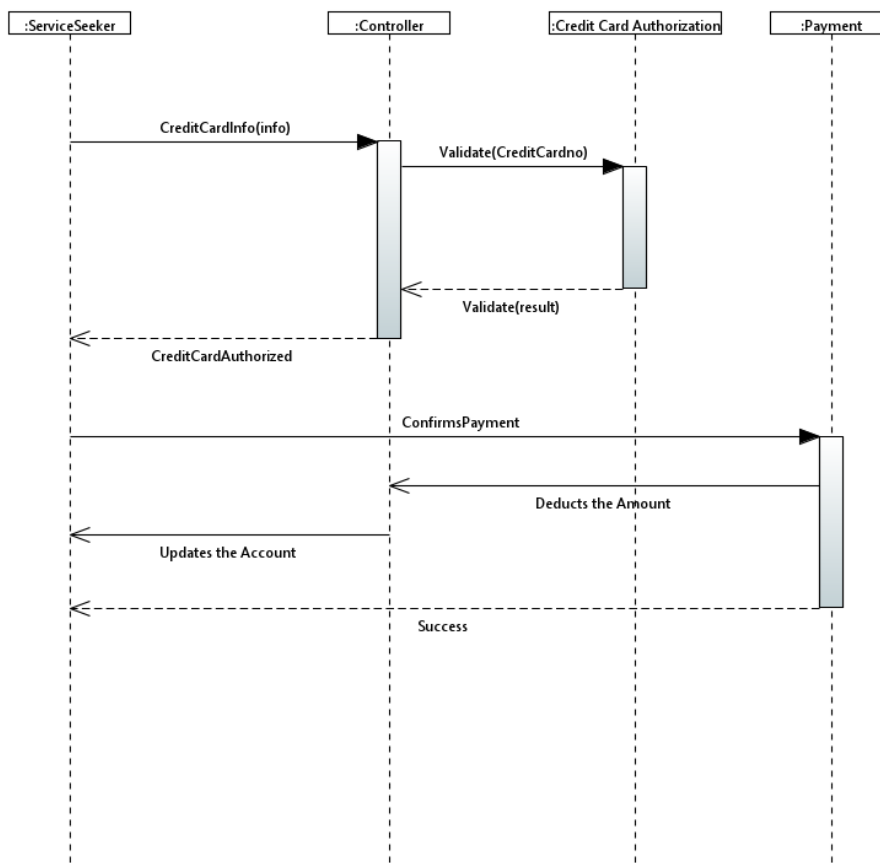 :ServiceSeeker
:Controller
:Credit Card Authorization
:Payment
CreditCardInfo(info)
Validate(CreditCardno)
Validate(result)
CreditCardAuthorized
ConfirmsPayment
Deducts the Amount
Updates the Account
Success